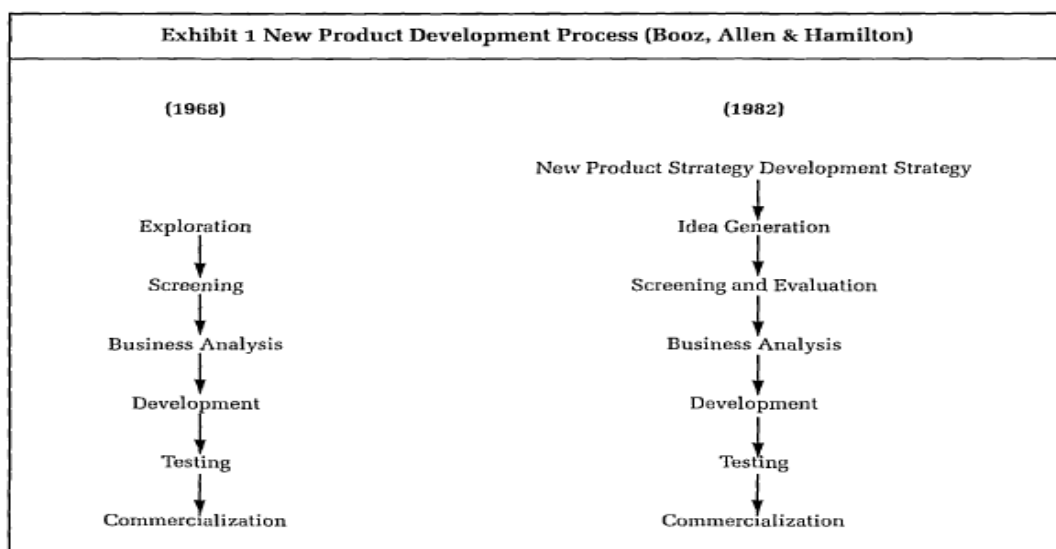 Exhibit 1 New Product Development Process (Booz, Allen & Hamilton)
(1968)
Exploration
Screening
Business Analysis
Development
Testing
Commercialization
(1982)
New Product Strrategy Development Strategy
Idea Generation
Screening and Evaluation
Business Analysis
Development
Testing
Commercialization